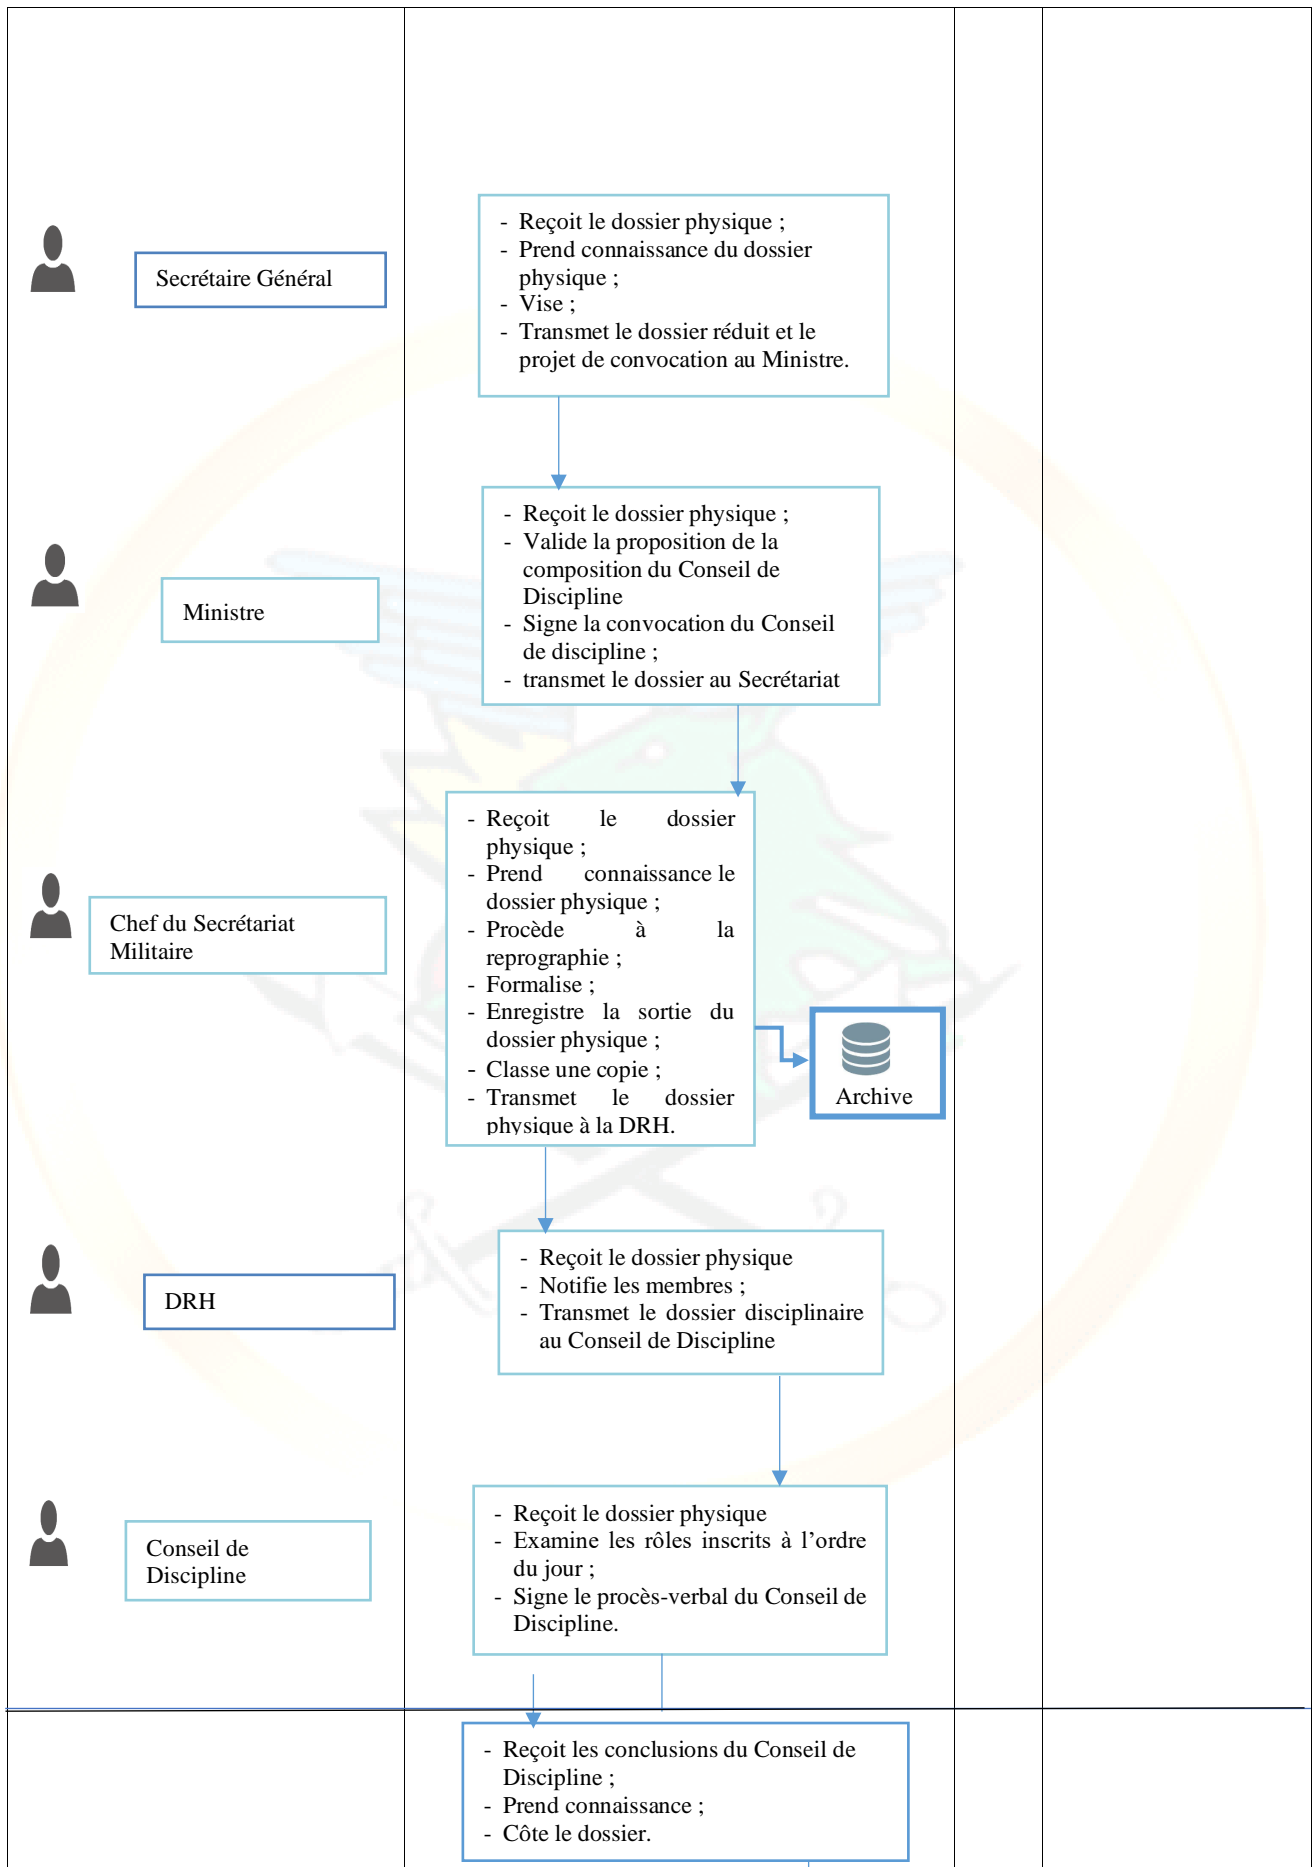 Secrétaire Général
- Reçoit le dossier physique ;
- Prend connaissance du dossier
physique ;
- Vise ;
- Transmet le dossier réduit et le
projet de convocation au Ministre.
Ministre
- Reçoit le dossier physique ;
- Valide la proposition de la
composition du Conseil de
Discipline
- Signe la convocation du Conseil
de discipline ;
- transmet le dossier au Secrétariat
Chef du Secrétariat
Militaire
- Reçoit le dossier
physique ;
- Prend connaissance le
dossier physique ;
- Procède à la
reprographie ;
- Formalise ;
- Enregistre la sortie du
dossier physique ;
- Classe une copie ;
- Transmet le dossier
physique à la DRH.
Archive
DRH
- Reçoit le dossier physique
- Notifie les membres ;
- Transmet le dossier disciplinaire
au Conseil de Discipline
Conseil de
Discipline
- Reçoit le dossier physique
- Examine les rôles inscrits à l’ordre
du jour ;
- Signe le procès-verbal du Conseil de
Discipline.
- Reçoit les conclusions du Conseil de
Discipline ;
- Prend connaissance ;
- Côte le dossier.